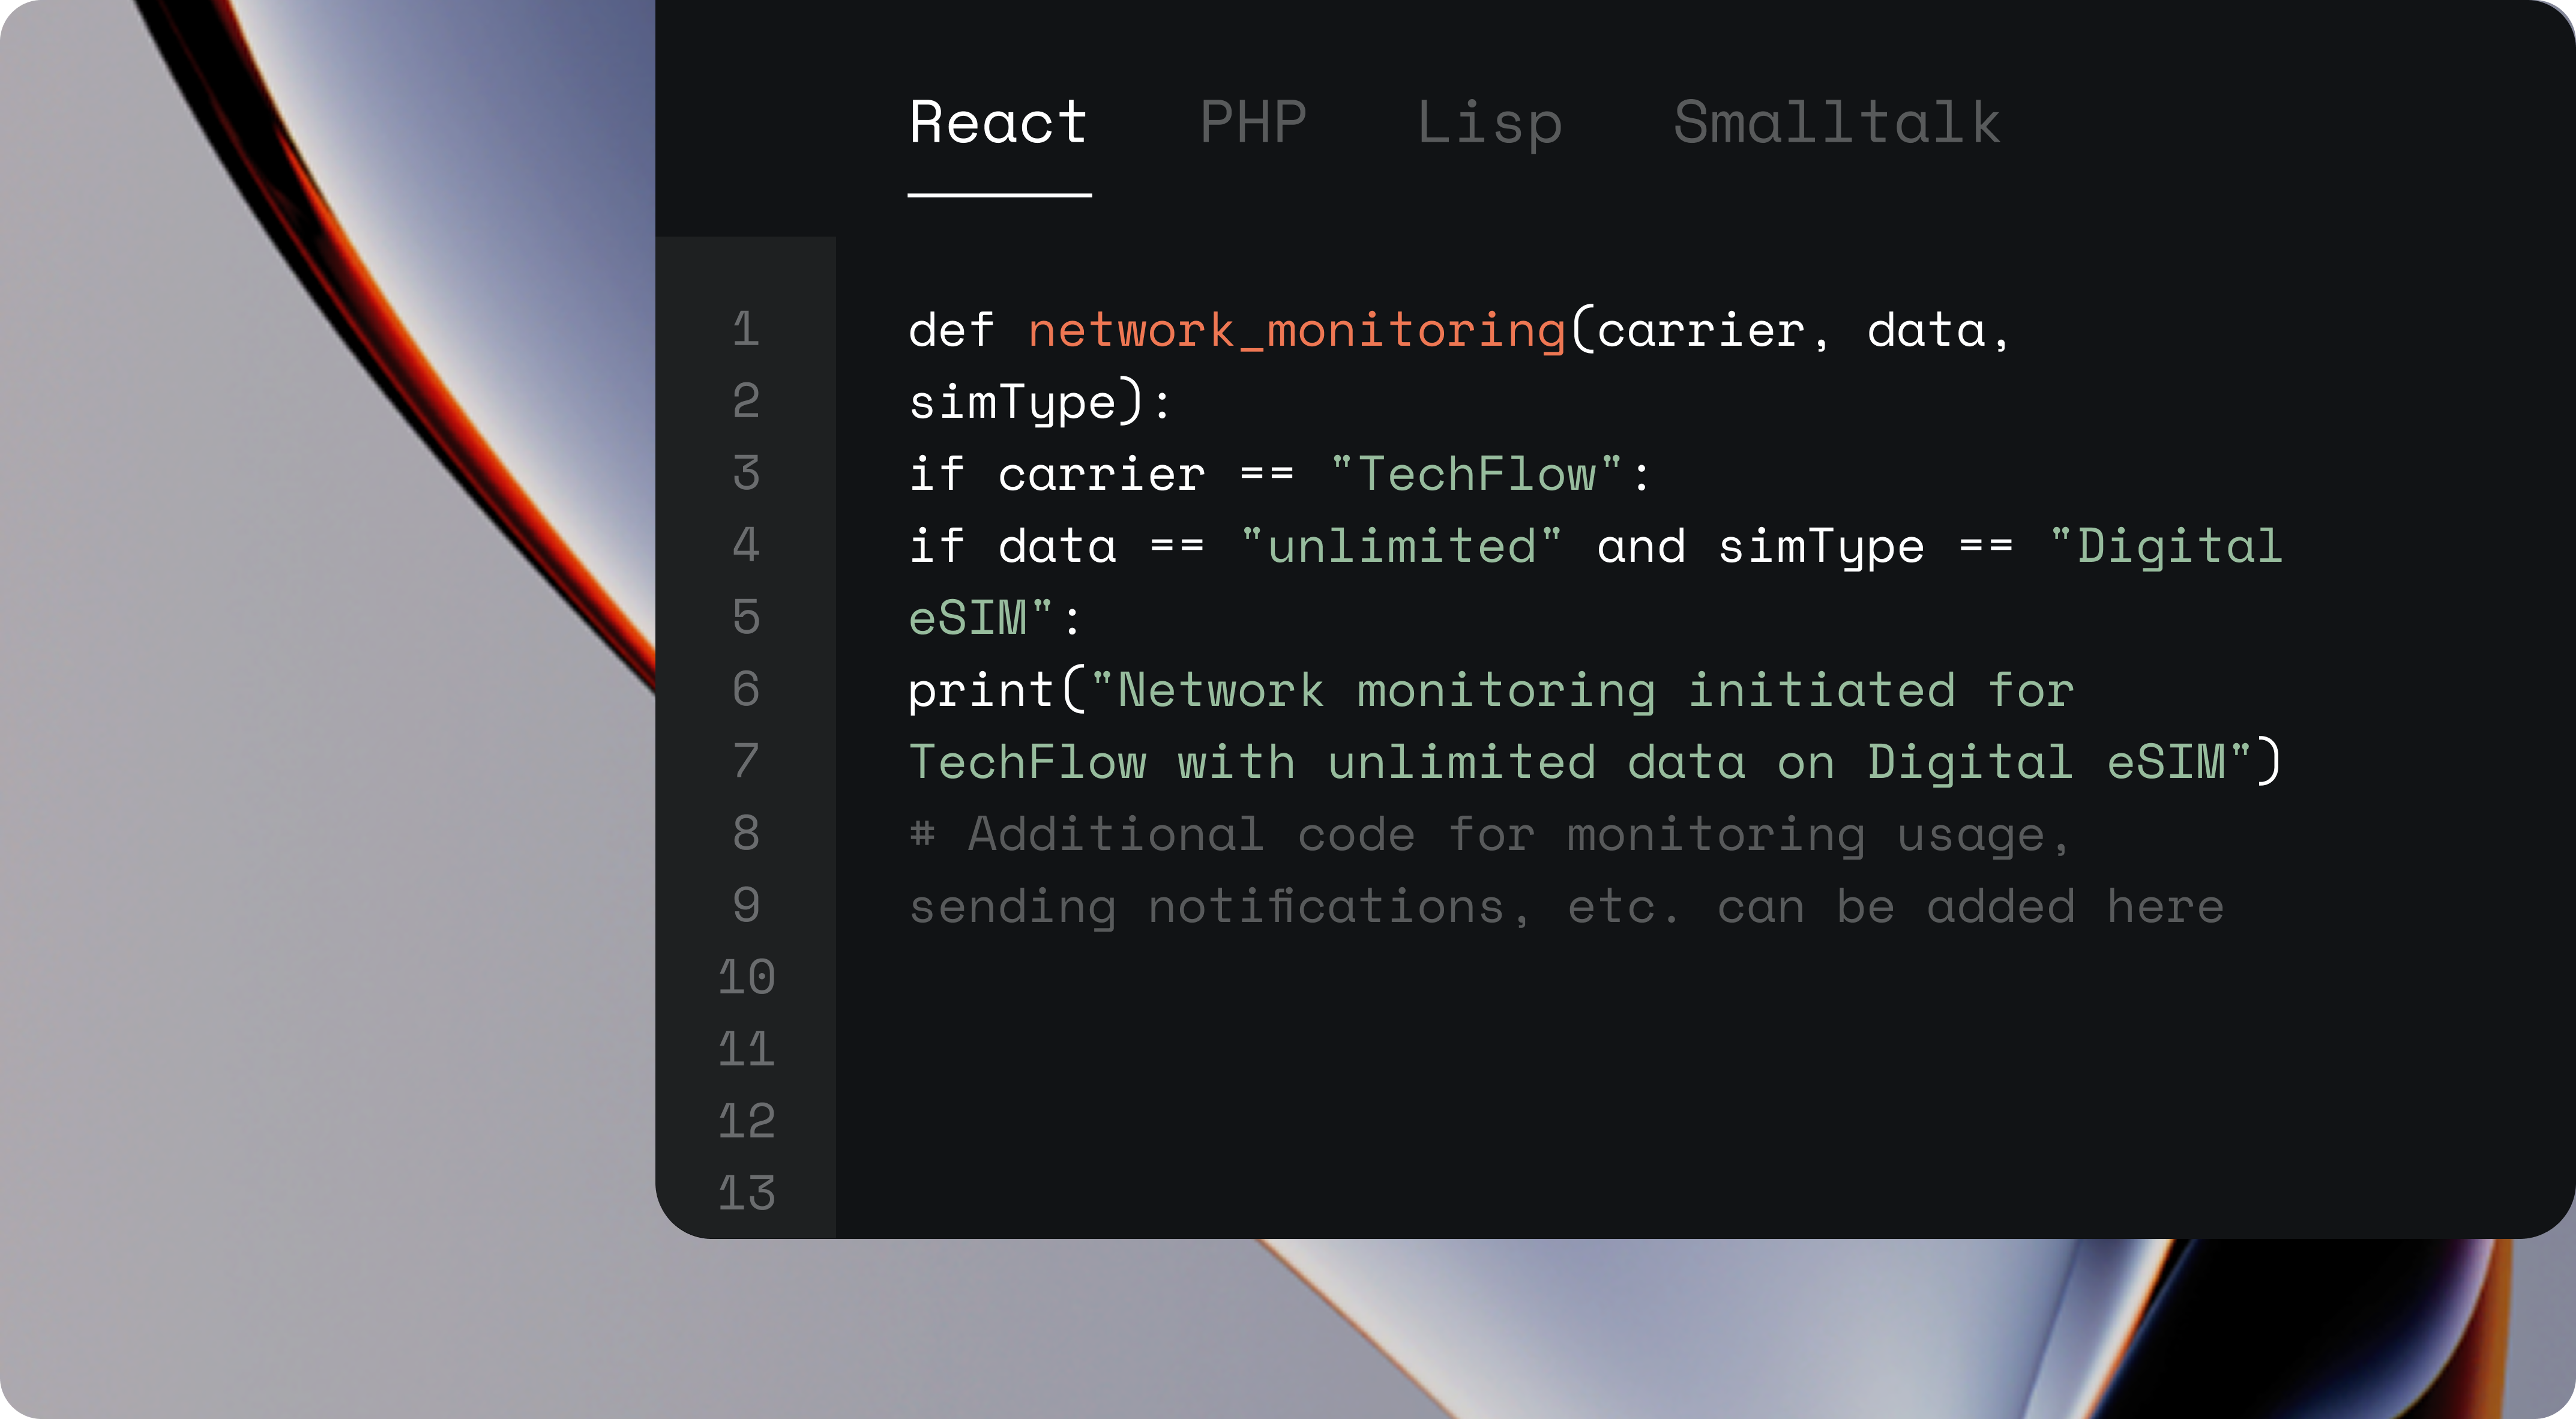 React PHP Lisp Smalltalk
1 def network_monitoring(carrier, data,
2 simType):
3 if carrier == "TechFlow":
4 if data == "unlimited" and simType == "Digital
5 eSIM":
6 print("Network monitoring initiated for
7 TechFlow with unlimited data on Digital eSIM")
8 # Additional code for monitoring usage,
9 sending notifications, etc. can be added here
10
11
12
13